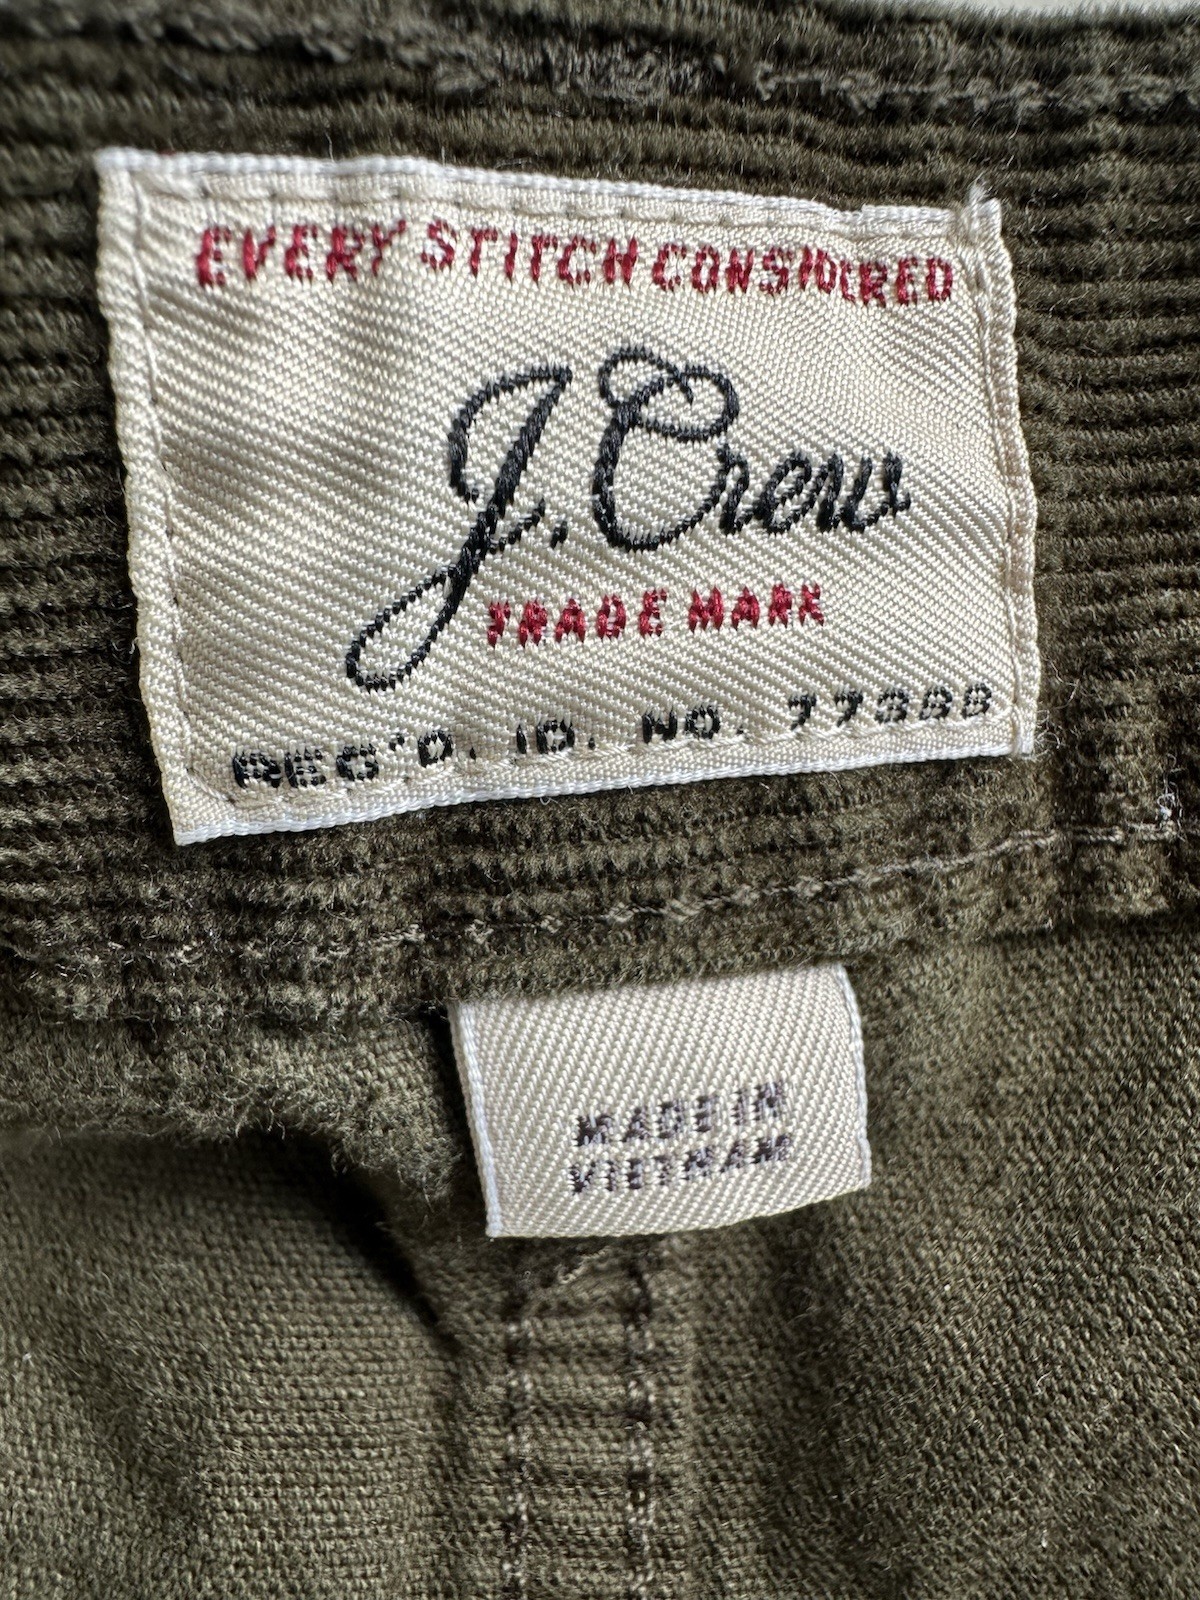 EVERY STITCH CONSIDERED
J. Crew
TRADE MARK
REG'D. ID. NO. 77388
MADE IN
VIETNAM